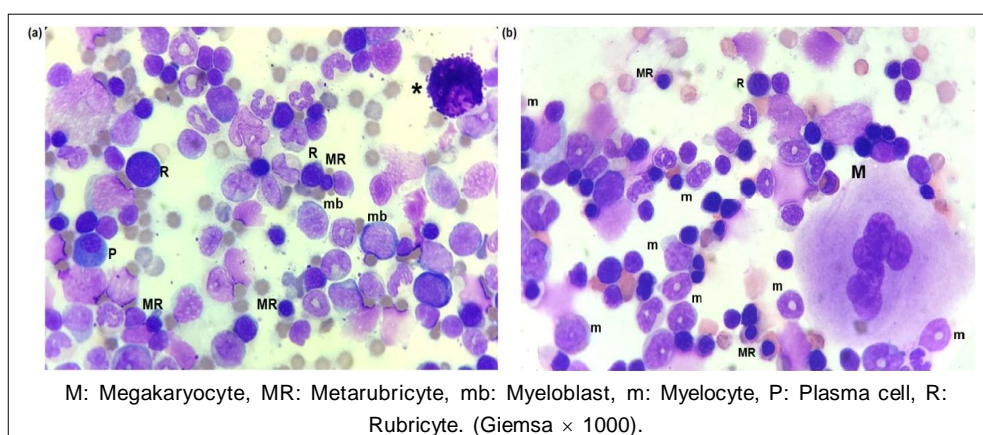 (a)
(b)
*
MR
R
m
R
MR
R
M
mb
mb
m
P
m
m
MR
MR
m
m
m
MR
M: Megakaryocyte, MR: Metarubricyte, mb: Myeloblast, m: Myelocyte, P: Plasma cell, R:
Rubricyte. (Giemsa × 1000).